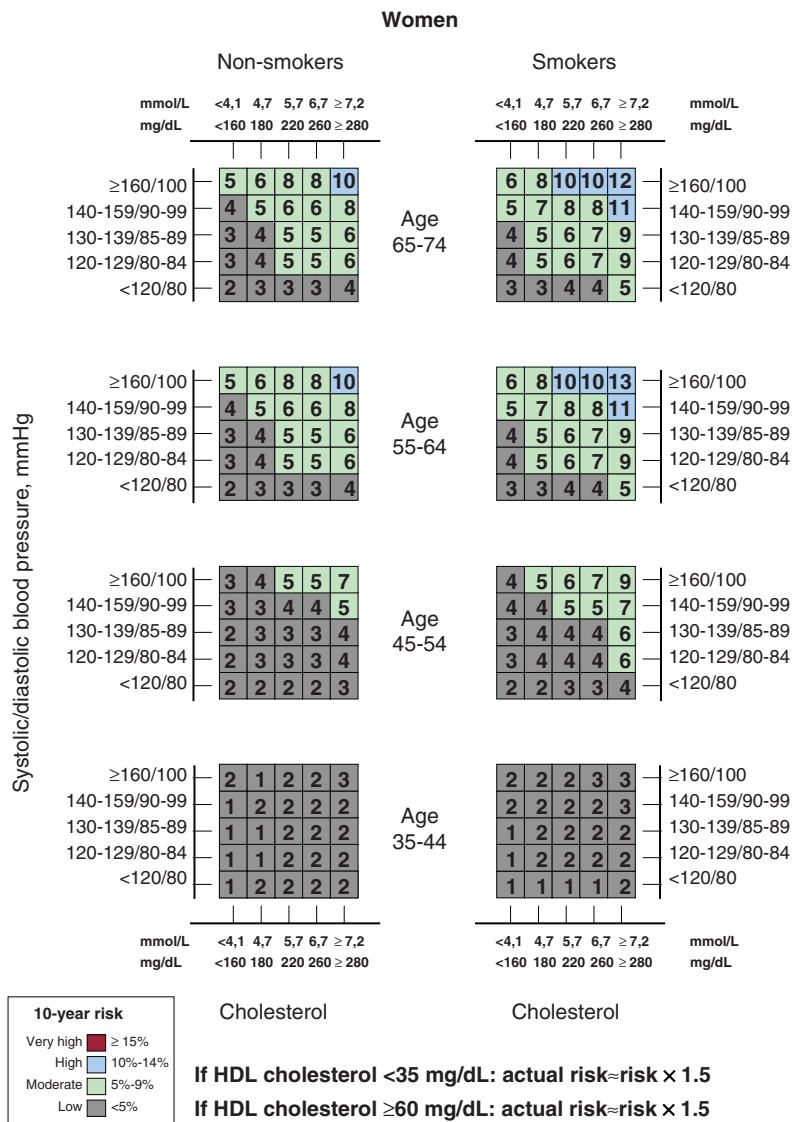 Women
Non-smokers Smokers
mmol/L <4,1 4,7 5,7 6,7 ≥ 7,2 <4,1 4,7 5,7 6,7 ≥ 7,2 mmol/L
mg/dL <160 180 220 260 ≥ 280 <160 180 220 260 ≥ 280 mg/dL
Systolic/diastolic blood pressure, mmHg
≥160/100 5 6 8 8 10 6 8 10 10 12 ≥160/100
140-159/90-99 4 5 6 6 8 Age 5 7 8 8 11 140-159/90-99
130-139/85-89 3 4 5 5 6 65-74 4 5 6 7 9 130-139/85-89
120-129/80-84 3 4 5 5 6 4 5 6 7 9 120-129/80-84
<120/80 2 3 3 3 4 3 3 4 4 5 <120/80
≥160/100 5 6 8 8 10 6 8 10 10 13 ≥160/100
140-159/90-99 4 5 6 6 8 Age 5 7 8 8 11 140-159/90-99
130-139/85-89 3 4 5 5 6 55-64 4 5 6 7 9 130-139/85-89
120-129/80-84 3 4 5 5 6 4 5 6 7 9 120-129/80-84
<120/80 2 3 3 3 4 3 3 4 4 5 <120/80
≥160/100 3 4 5 5 7 4 5 6 7 9 ≥160/100
140-159/90-99 3 3 4 4 5 Age 4 4 5 5 7 140-159/90-99
130-139/85-89 2 3 3 3 4 45-54 3 4 4 4 6 130-139/85-89
120-129/80-84 2 3 3 3 4 3 4 4 4 6 120-129/80-84
<120/80 2 2 2 2 3 2 2 3 3 4 <120/80
≥160/100 2 1 2 2 3 2 2 2 3 3 ≥160/100
140-159/90-99 1 2 2 2 2 Age 2 2 2 2 3 140-159/90-99
130-139/85-89 1 1 2 2 2 35-44 1 2 2 2 2 130-139/85-89
120-129/80-84 1 1 2 2 2 1 2 2 2 2 120-129/80-84
<120/80 1 2 2 2 2 1 1 1 1 2 <120/80
mmol/L <4,1 4,7 5,7 6,7 ≥ 7,2 <4,1 4,7 5,7 6,7 ≥ 7,2 mmol/L
mg/dL <160 180 220 260 ≥ 280 <160 180 220 260 ≥ 280 mg/dL
Cholesterol Cholesterol
10-year risk
Very high ≥ 15%
High 10%-14%
Moderate 5%-9%
Low <5%
If HDL cholesterol <35 mg/dL: actual risk≈risk × 1.5
If HDL cholesterol ≥60 mg/dL: actual risk≈risk × 1.5